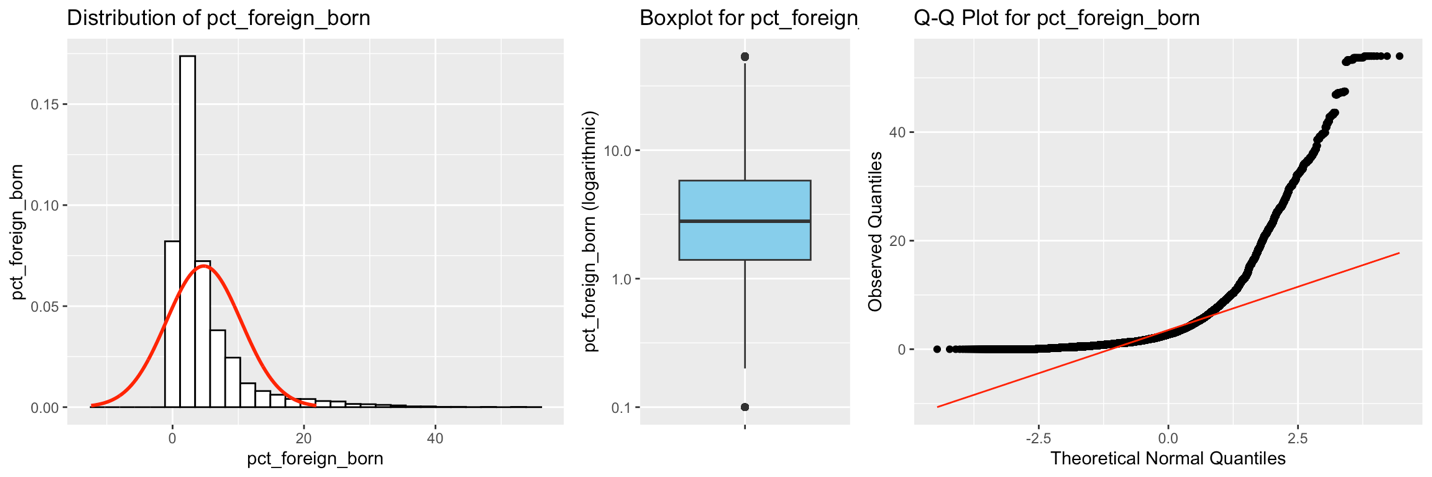 Distribution of pct_foreign_born
pct_foreign_born
0.15
0.10
0.05
0.00
0
20
40
pct_foreign_born
Boxplot for pct_foreign
pct_foreign_born (logarithmic)
10.0
1.0
0.1
Q-Q Plot for pct_foreign_born
Observed Quantiles
40
20
0
-2.5
0.0
2.5
Theoretical Normal Quantiles